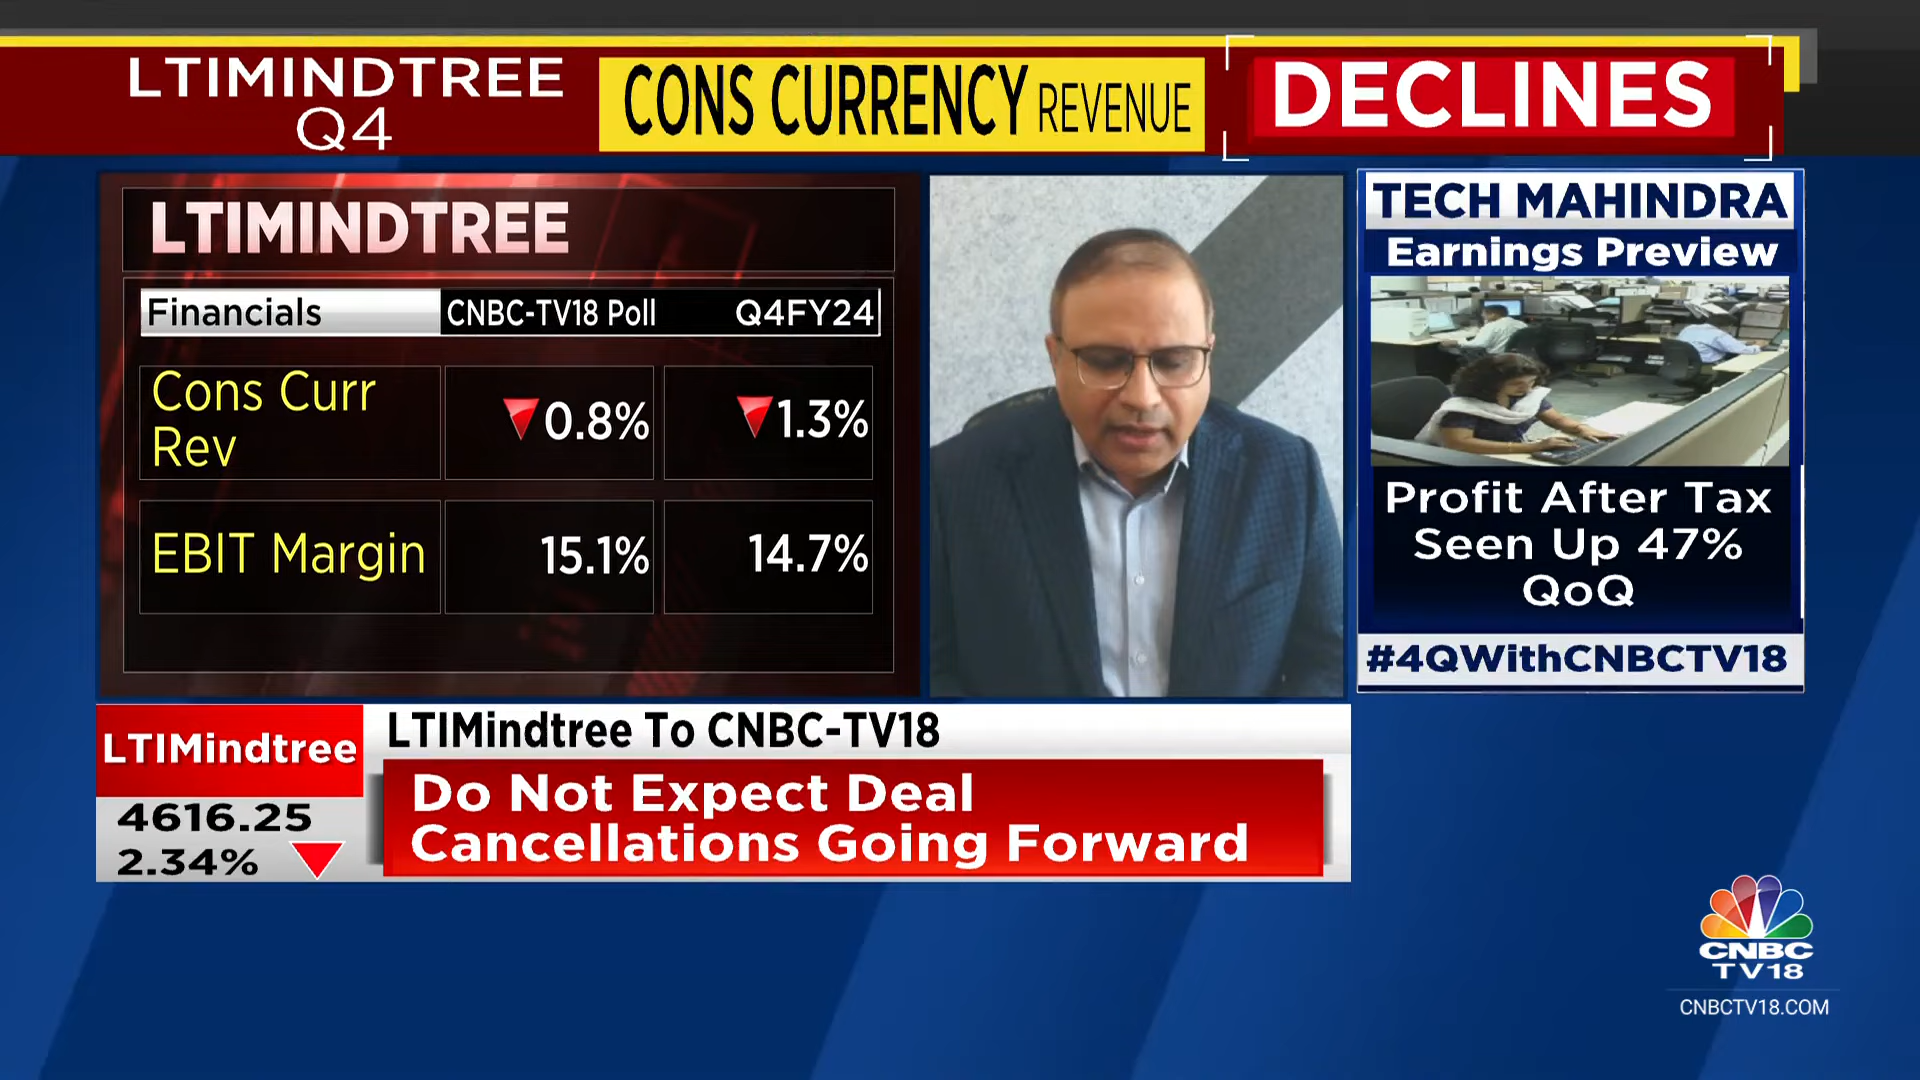 LTIMINDTREE
Q4
CONS CURRENCY REVENUE
DECLINES
LTIMINDTREE
Financials CNBC-TV18 Poll Q4FY24
Cons Curr
Rev
0.8% 1.3%
EBIT Margin 15.1% 14.7%
TECH MAHINDRA
Earnings Preview
Profit After Tax
Seen Up 47%
QoQ
#4QWithCNBCTV18
LTIMindtree
4616.25
2.34%
LTIMindtree To CNBC-TV18
Do Not Expect Deal
Cancellations Going Forward
CNBC
TV18
CNBCTV18.COM